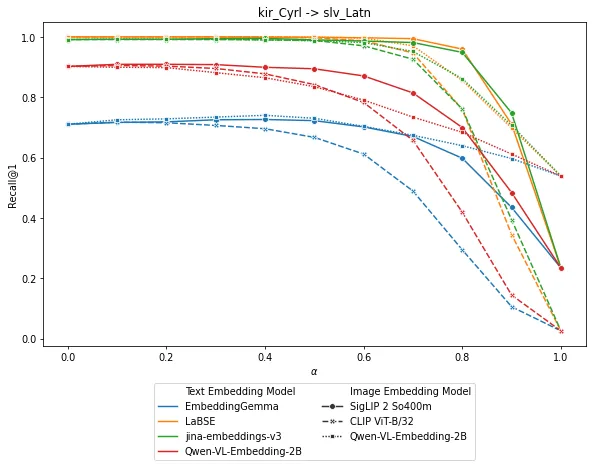 kir_Cyrl -> slv_Latn
Recall@1
1.0
0.8
0.6
0.4
0.2
0.0
0.0 0.2 0.4 0.6 0.8 1.0
α
Text Embedding Model Image Embedding Model
EmbeddingGemma SigLIP 2 So400m
LaBSE CLIP ViT-B/32
jina-embeddings-v3 Qwen-VL-Embedding-2B
Qwen-VL-Embedding-2B